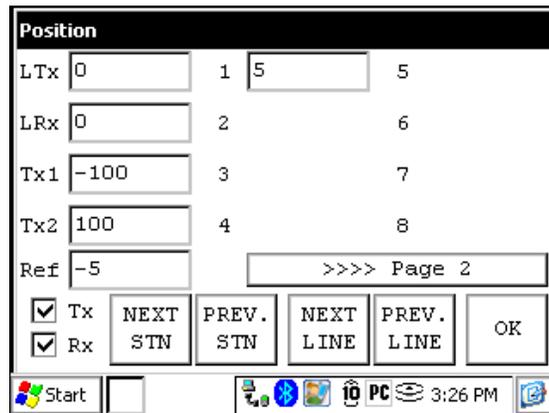 Position
LTx 0 1 5 5
LRx 0 2 6
Tx1 -100 3 7
Tx2 100 4 8
Ref -5 >>>> Page 2
Tx NEXT STN PREV. STN NEXT LINE PREV. LINE OK
Rx
Start PC 3:26 PM